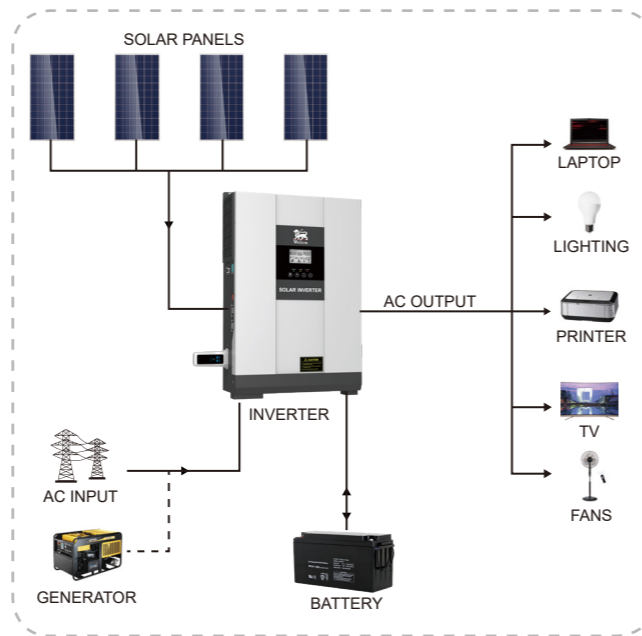 SOLAR PANELS
LAPTOP
LIGHTING
SOLAR INVERTER
AC OUTPUT
PRINTER
INVERTER
TV
AC INPUT
FANS
GENERATOR
BATTERY